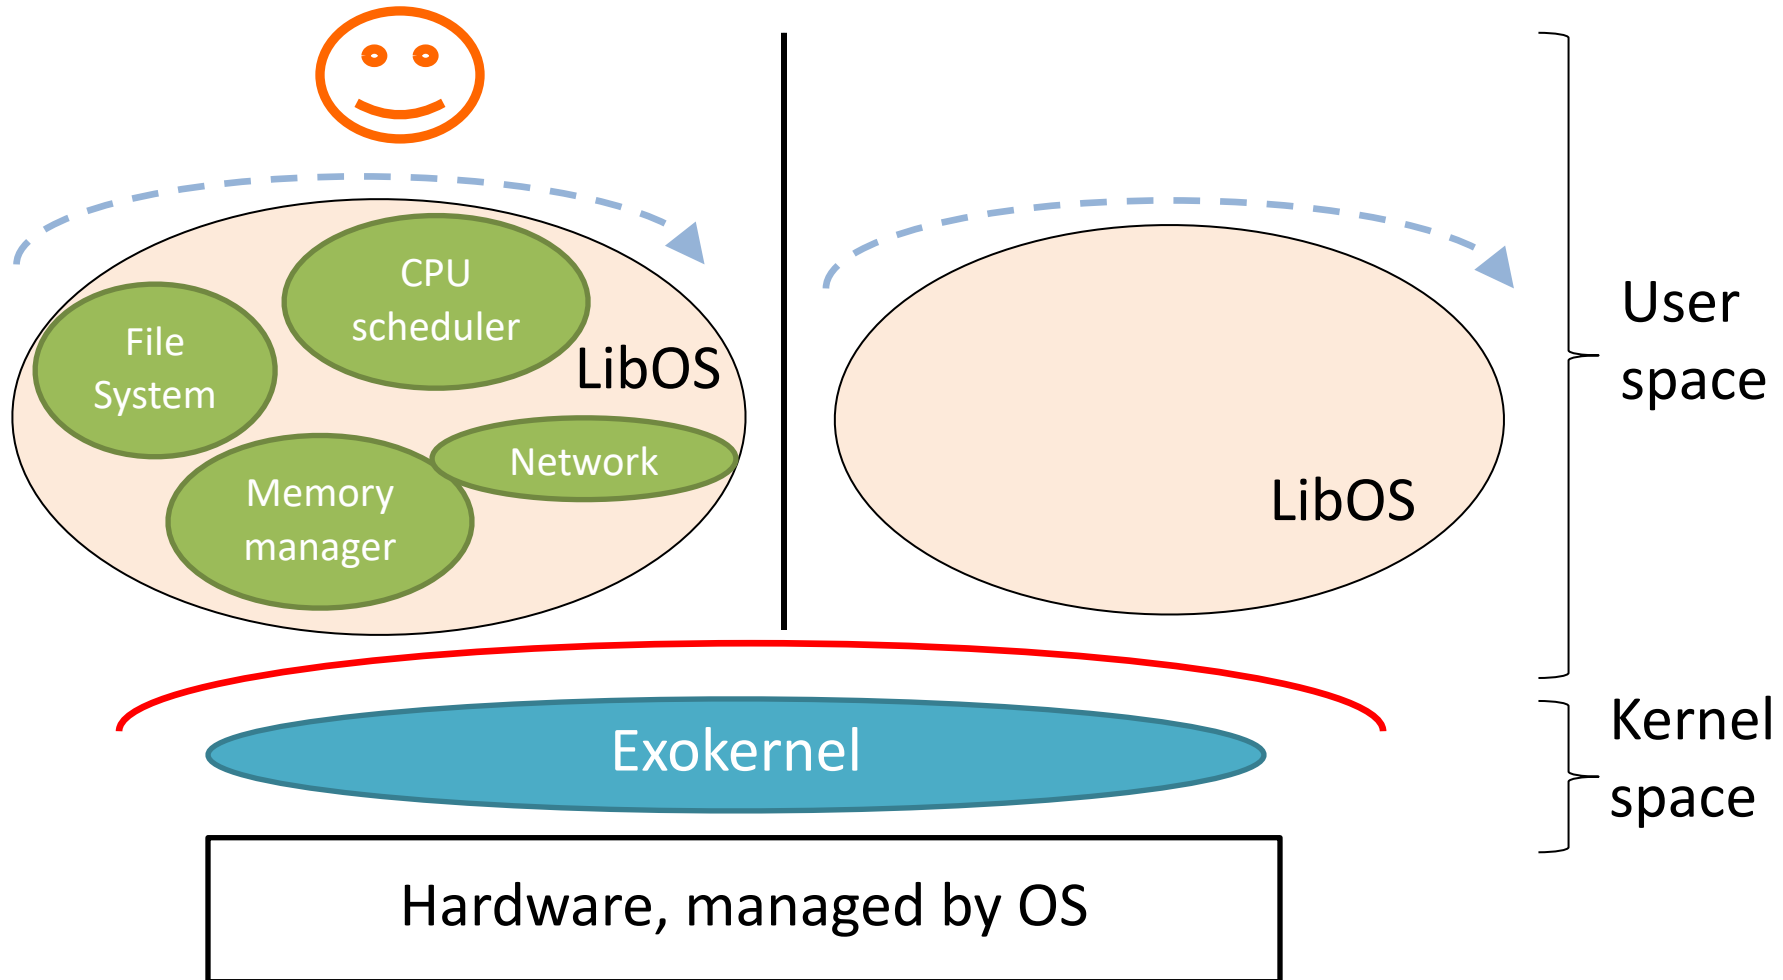 CPU
scheduler
File
System
LibOS
Network
Memory
manager
LibOS
User
space
Exokernel
Kernel
space
Hardware, managed by OS